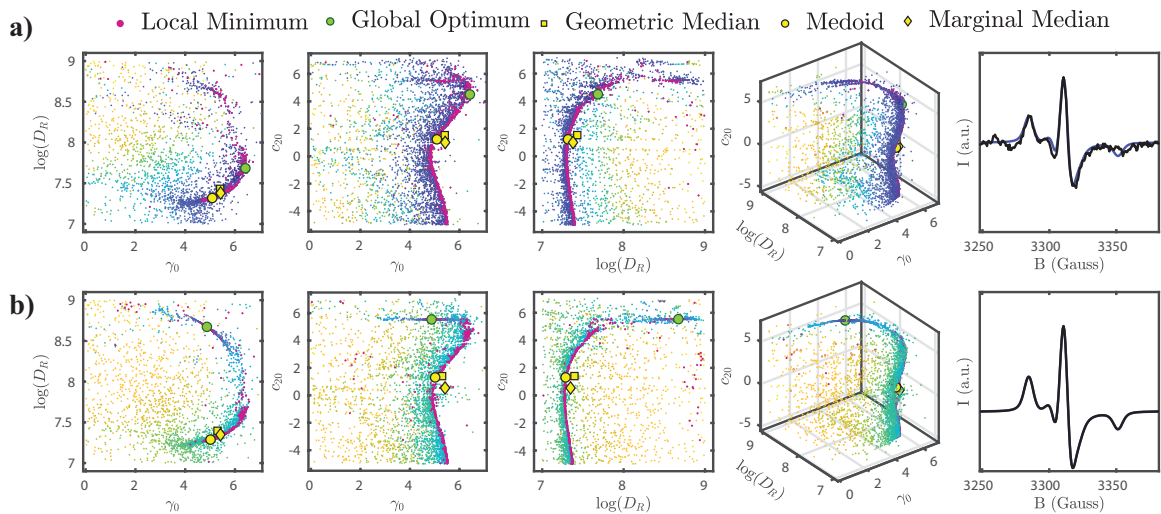 Local Minimum Global Optimum Geometric Median Medoid Marginal Median
a)
9
8.5
8
7.5
7
log(D_R)
0 2 4 6
γ₀
6
4
2
0
-2
-4
c₂₀
0 2 4 6
γ₀
6
4
2
0
-2
-4
c₂₀
7 8 9
log(D_R)
5
0
-5
c₂₀
9
8
7
log(D_R)
0
2
4
6
γ₀
I (a.u.)
3250 3300 3350
B (Gauss)
b)
9
8.5
8
7.5
7
log(D_R)
0 2 4 6
γ₀
6
4
2
0
-2
-4
c₂₀
0 2 4 6
γ₀
6
4
2
0
-2
-4
c₂₀
7 8 9
log(D_R)
5
0
-5
c₂₀
9
8
7
log(D_R)
0
2
4
6
γ₀
I (a.u.)
3250 3300 3350
B (Gauss)